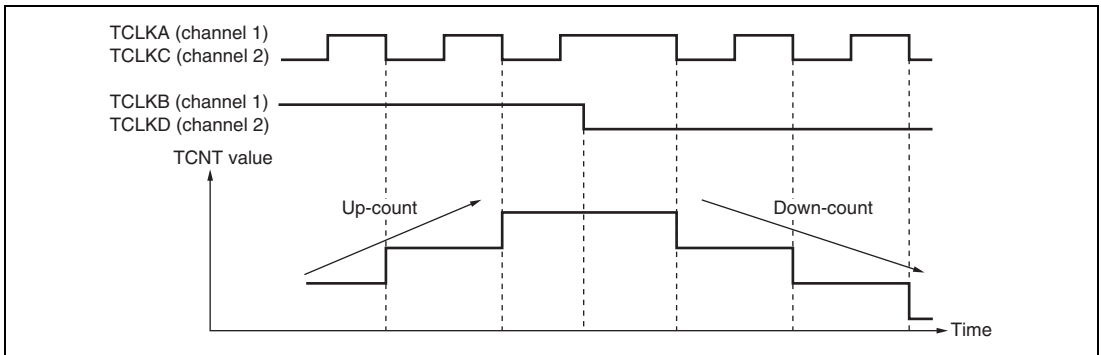 TCLKA (channel 1)
TCLKC (channel 2)
TCLKB (channel 1)
TCLKD (channel 2)
TCNT value
Up-count
Down-count
Time